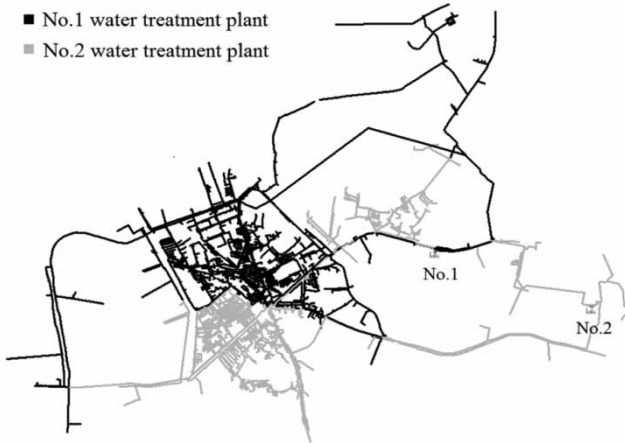 No.1 water treatment plant
No.2 water treatment plant
No.1
No.2